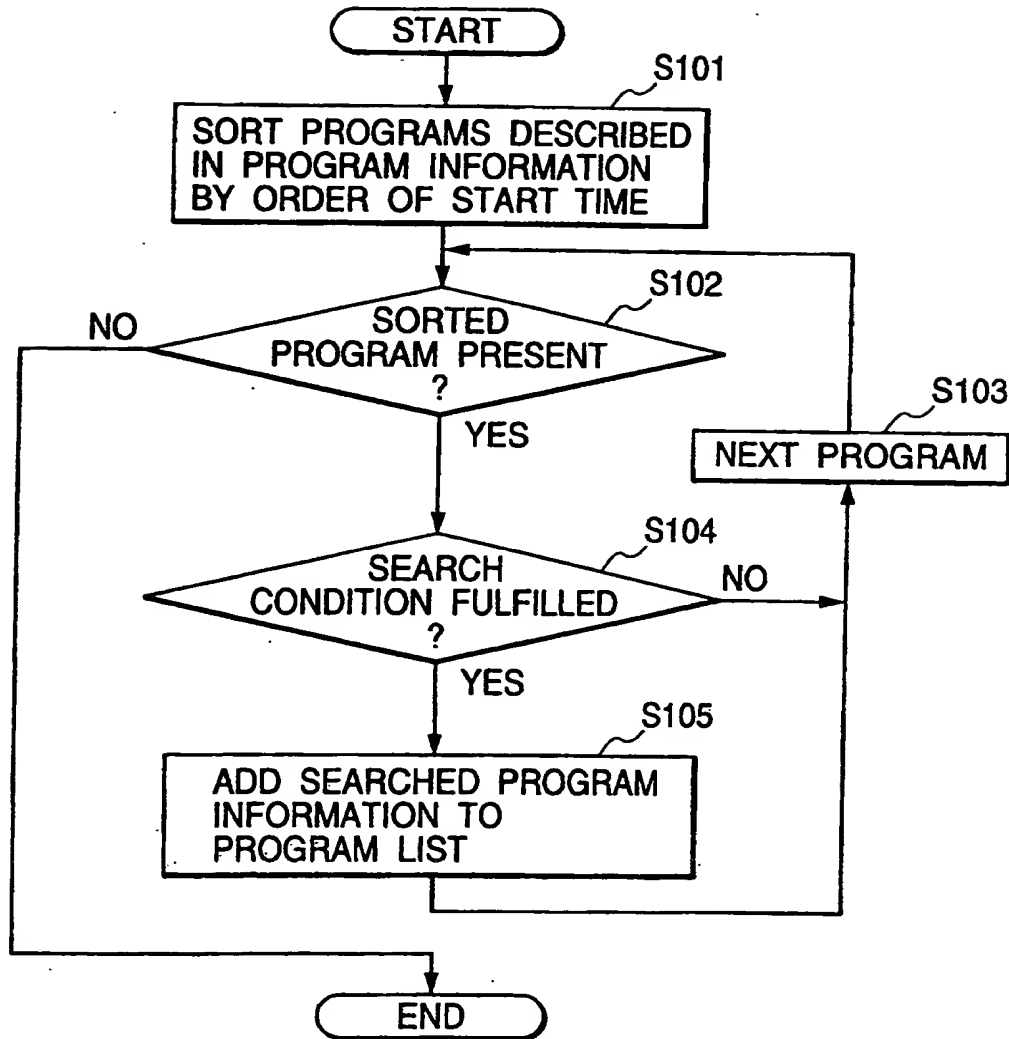 START
S101
SORT PROGRAMS DESCRIBED
IN PROGRAM INFORMATION
BY ORDER OF START TIME
S102
NO
SORTED
PROGRAM PRESENT
?
YES
S103
NEXT PROGRAM
S104
SEARCH
CONDITION FULFILLED
?
NO
YES
S105
ADD SEARCHED PROGRAM
INFORMATION TO
PROGRAM LIST
END